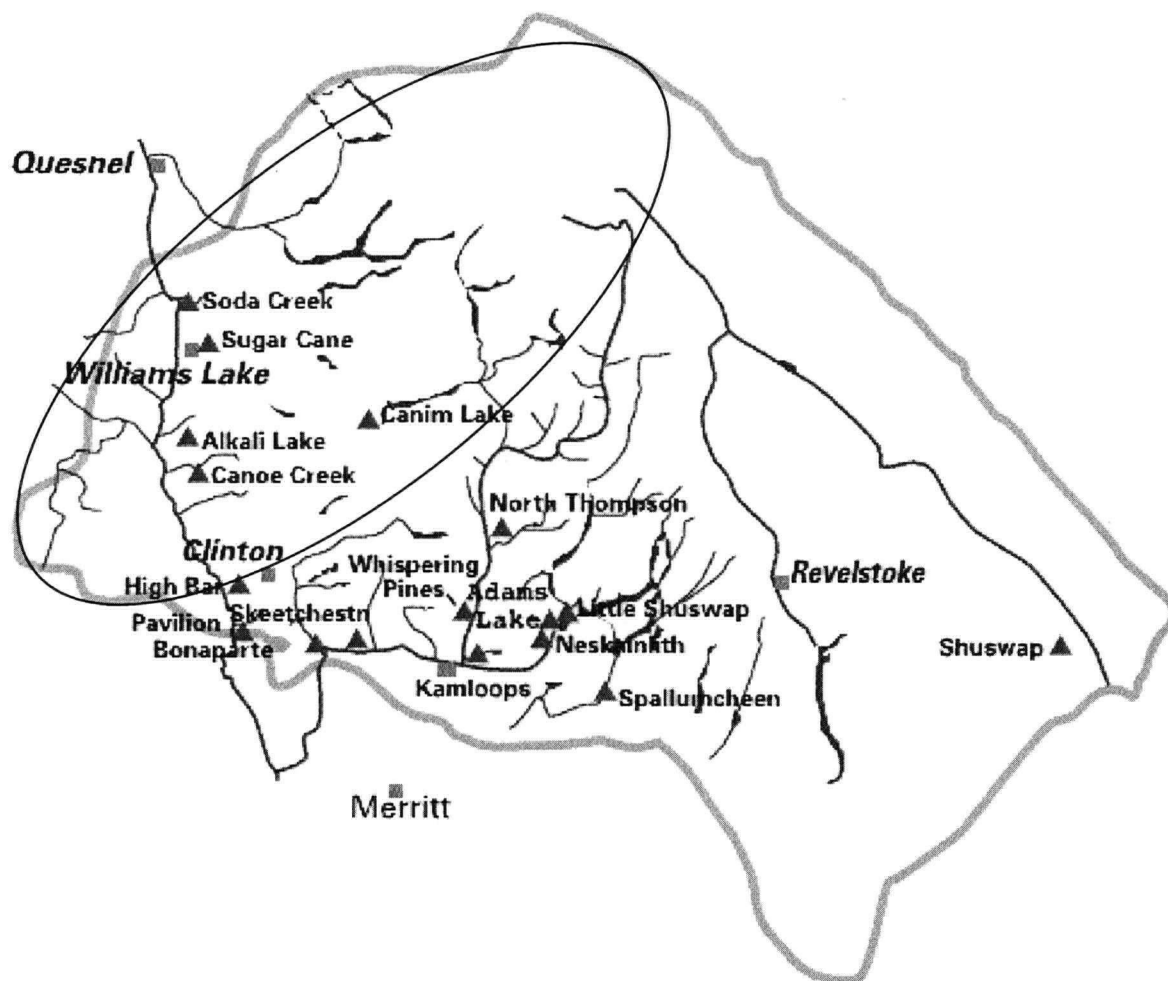 Quesnel
Soda Creek
Sugar Cane
Williams Lake
Canim Lake
Alkali Lake
Canoe Creek
North Thompson
Clinton
Whispering
Pines
High Bar
Adams
Lake
Little Shuswap
Revelstoke
Skeetchestn
Pavilion
Bonaparte
Neskainlith
Shuswap
Kamloops
Spallumcheen
Merritt